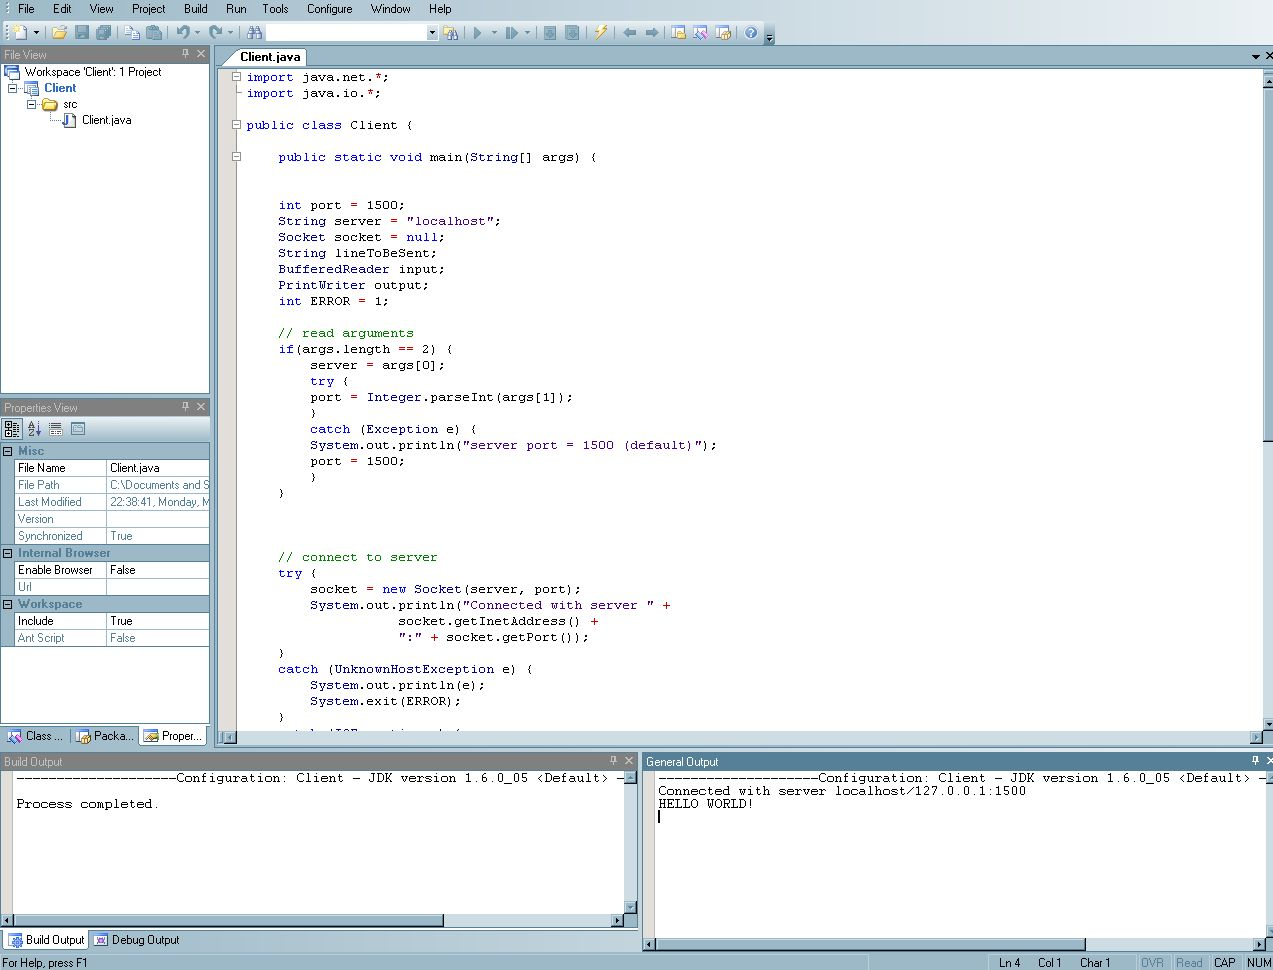 File Edit View Project Build Run Tools Configure Window Help
File View
Workspace 'Client': 1 Project
Client
src
Client.java
Properties View
Misc
File Name Client.java
File Path C:\Documents and S
Last Modified 22:38:41, Monday, M
Version
Synchronized True
Internal Browser
Enable Browser False
Url
Workspace
Include True
Ant Script False
Class ... Packa... Proper...
Client.java
import java.net.*;
import java.io.*;
public class Client {
public static void main(String[] args) {
int port = 1500;
String server = "localhost";
Socket socket = null;
String lineToBeSent;
BufferedReader input;
PrintWriter output;
int ERROR = 1;
// read arguments
if(args.length == 2) {
server = args[0];
try {
port = Integer.parseInt(args[1]);
}
catch (Exception e) {
System.out.println("server port = 1500 (default)");
port = 1500;
}
}
// connect to server
try {
socket = new Socket(server, port);
System.out.println("Connected with server " +
socket.getInetAddress() +
":" + socket.getPort());
}
catch (UnknownHostException e) {
System.out.println(e);
System.exit(ERROR);
}
Build Output
--------------------Configuration: Client - JDK version 1.6.0_05 <Default> -
Process completed.
Build Output Debug Output
General Output
--------------------Configuration: Client - JDK version 1.6.0_05 <Default> -
Connected with server localhost/127.0.0.1:1500
HELLO WORLD!
For Help, press F1
Ln 4 Col 1 Char 1 OVR Read CAP NUM